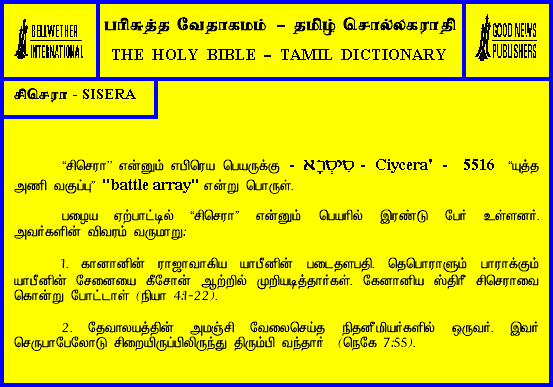 BELLWETHER
INTERNATIONAL
பரிசுத்த வேதாகமம் – தமிழ் சொல்லகராதி
THE HOLY BIBLE – TAMIL DICTIONARY
GOOD NEWS
PUBLISHERS
சிசெரா - SISERA
“சிசெரா” என்னும் எபிரெய பெயருக்கு - סִיסְרָא - Ciycera' - 5516 “யுத்த
அணி வகுப்பு” "battle array" என்று பொருள்.
பழைய ஏற்பாட்டில் “சிசெரா” என்னும் பெயரில் இரண்டு பேர் உள்ளனர்.
அவர்களின் விவரம் வருமாறு:
1. கானானின் ராஜாவாகிய யாபீனின் படைதளபதி. தெபொராளும் பாராக்கும்
யாபீனின் சேனையை கீசோன் ஆற்றில் முறியடித்தார்கள். கேனானிய ஸ்திரீ சிசெராவை
கொன்று போட்டாள் (நியா 4:1-22).
2. தேவாலயத்தின் அமஞ்சி வேலைசெய்த நிதனீமியர்களில் ஒருவர். இவர்
செருபாபேலோடு சிறையிருப்பிலிருந்து திரும்பி வந்தார் (நெகே 7:55).